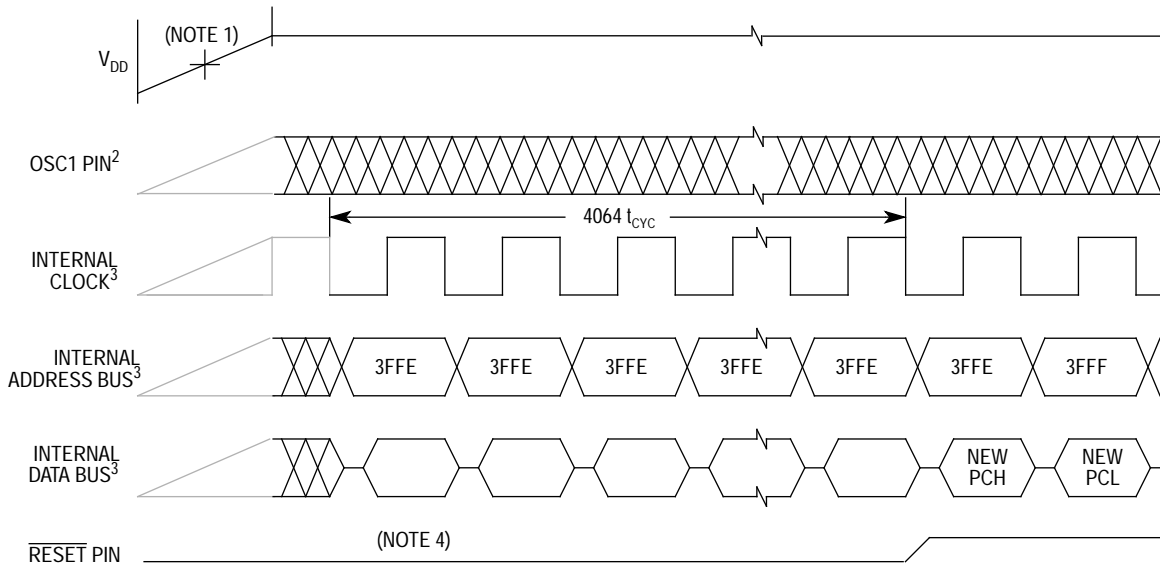 (NOTE 1)
V_DD
OSC1 PIN²
4064 t_CYC
INTERNAL
CLOCK³
INTERNAL
ADDRESS BUS³
3FFE 3FFE 3FFE 3FFE 3FFE 3FFE 3FFF
INTERNAL
DATA BUS³
NEW PCH
NEW PCL
RESET PIN
(NOTE 4)